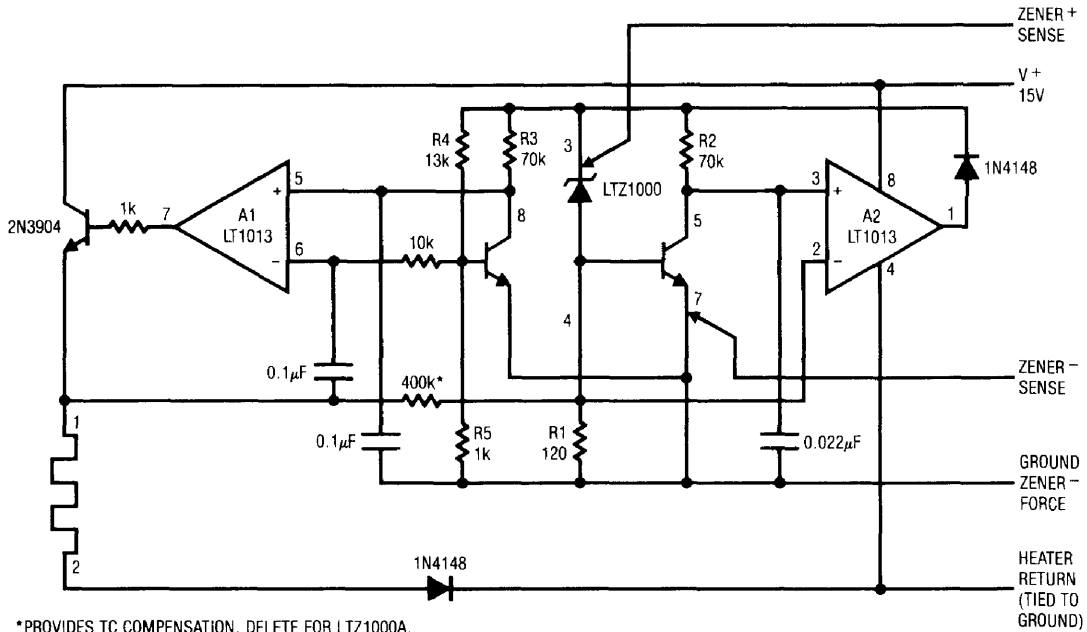 ZENER +
SENSE
V +
15V
R4
13k
R3
70k
3
R2
70k
LTZ1000
1N4148
5
+
A1
LT1013
7
1k
2N3904
6
−
8
10k
5
3
+
8
A2
LT1013
1
2
−
4
4
7
0.1µF
400k*
ZENER −
SENSE
1
0.1µF
R5
1k
R1
120
0.022µF
GROUND
ZENER −
FORCE
2
1N4148
HEATER
RETURN
(TIED TO
GROUND)
*PROVIDES TC COMPENSATION, DELETE FOR LTZ1000A.